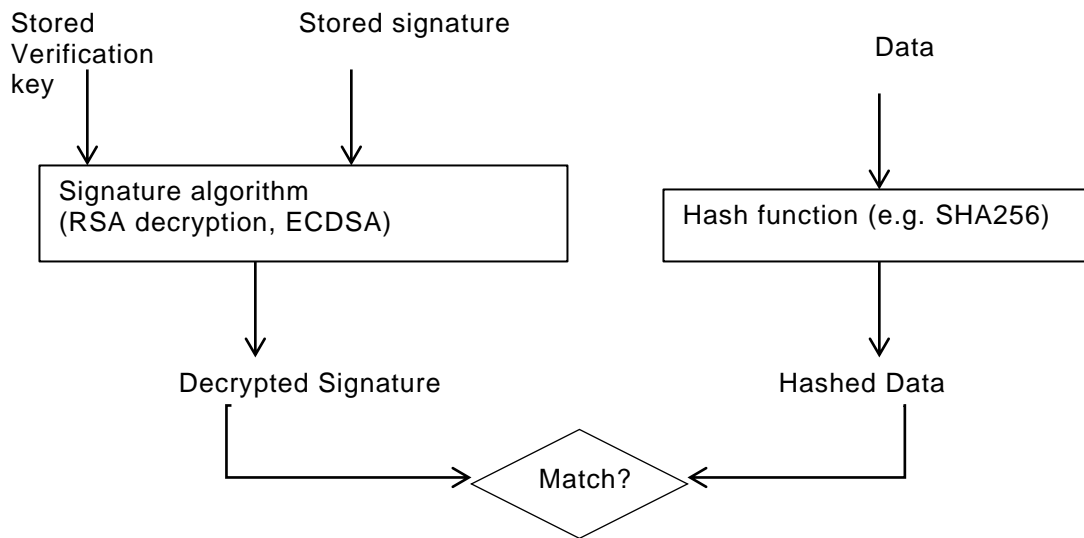 Stored
Verification
key
Stored signature
Data
Signature algorithm
(RSA decryption, ECDSA)
Hash function (e.g. SHA256)
Decrypted Signature
Hashed Data
Match?